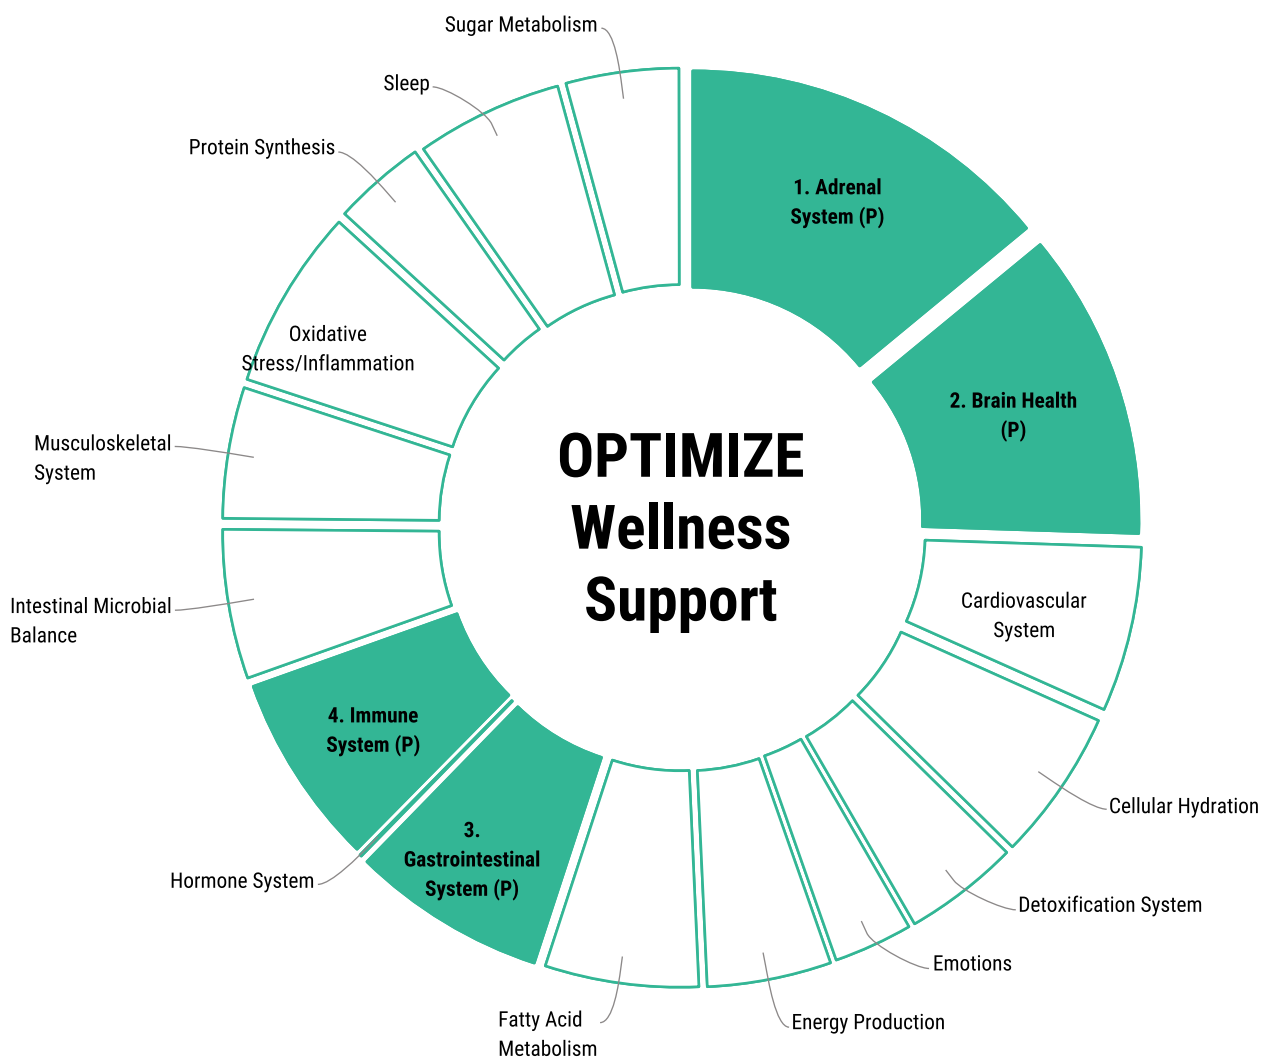 Sugar Metabolism
Sleep
Protein Synthesis
1. Adrenal
System (P)
Oxidative
Stress/Inflammation
2. Brain Health
(P)
Musculoskeletal
System
OPTIMIZE
Wellness
Support
Cardiovascular
System
Intestinal Microbial
Balance
4. Immune
System (P)
Cellular Hydration
3.
Gastrointestinal
System (P)
Hormone System
Detoxification System
Emotions
Fatty Acid
Metabolism
Energy Production